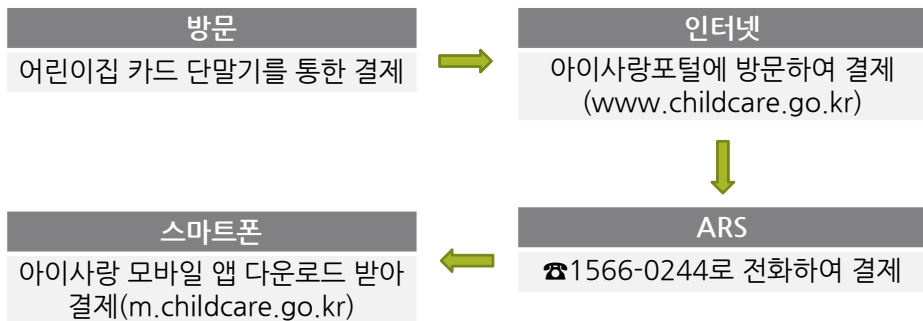 방문
어린이집 카드 단말기를 통한 결제
인터넷
아이사랑포털에 방문하여 결제
(www.childcare.go.kr)
ARS
☎1566-0244로 전화하여 결제
스마트폰
아이사랑 모바일 앱 다운로드 받아
결제(m.childcare.go.kr)